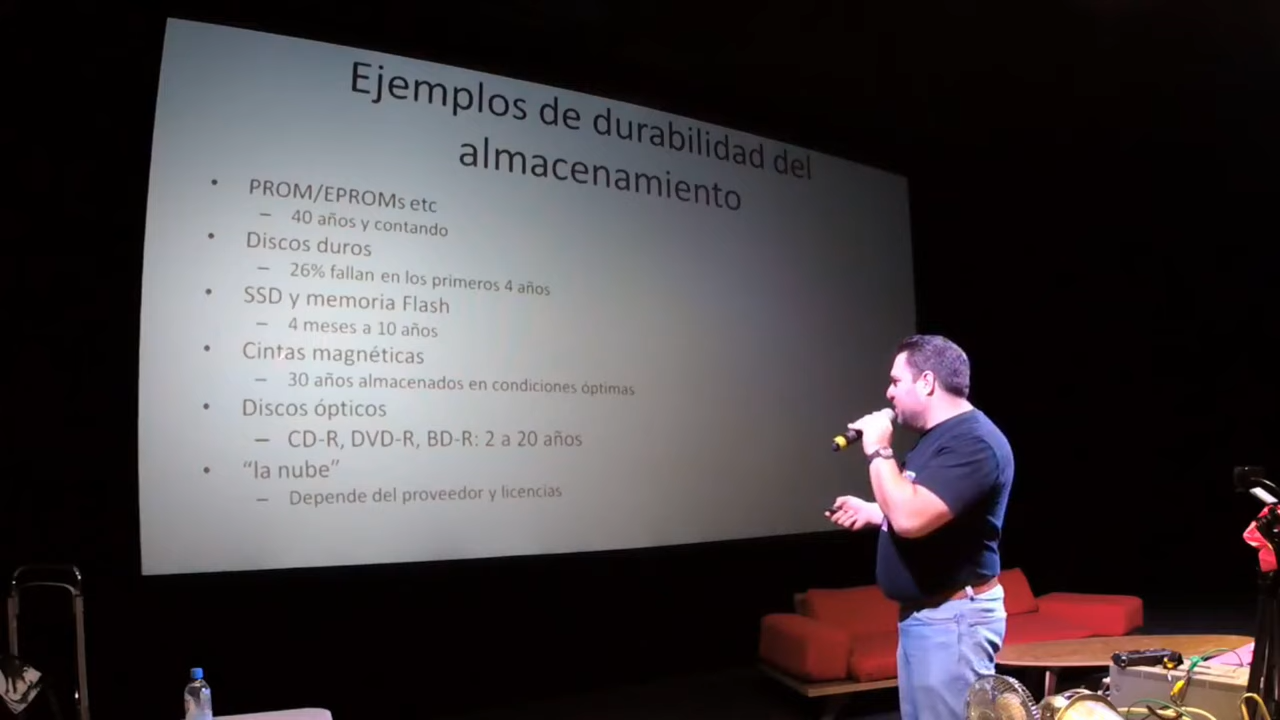 Ejemplos de durabilidad del
almacenamiento
• PROM/EPROMs etc
– 40 años y contando
• Discos duros
– 26% fallan en los primeros 4 años
• SSD y memoria Flash
– 4 meses a 10 años
• Cintas magnéticas
– 30 años almacenados en condiciones óptimas
• Discos ópticos
– CD-R, DVD-R, BD-R: 2 a 20 años
• “la nube”
– Depende del proveedor y licencias